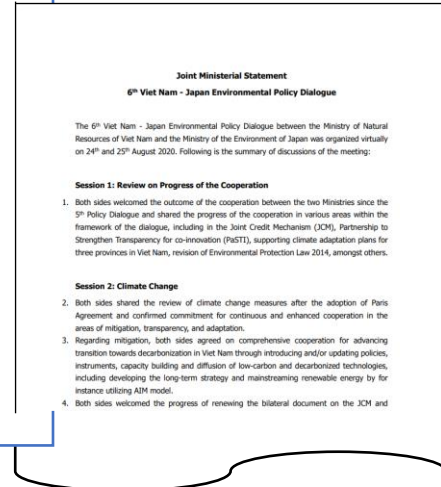 Joint Ministerial Statement
6th Viet Nam - Japan Environmental Policy Dialogue
The 6th Viet Nam - Japan Environmental Policy Dialogue between the Ministry of Natural
Resources of Viet Nam and the Ministry of the Environment of Japan was organized virtually
on 24th and 25th August 2020. Following is the summary of discussions of the meeting:
Session 1: Review on Progress of the Cooperation
1. Both sides welcomed the outcome of the cooperation between the two Ministries since the
5th Policy Dialogue and shared the progress of the cooperation in various areas within the
framework of the dialogue, including in the Joint Credit Mechanism (JCM), Partnership to
Strengthen Transparency for co-innovation (PaSTI), supporting climate adaptation plans for
three provinces in Viet Nam, revision of Environmental Protection Law 2014, amongst others.
Session 2: Climate Change
2. Both sides shared the review of climate change measures after the adoption of Paris
Agreement and confirmed commitment for continuous and enhanced cooperation in the
areas of mitigation, transparency, and adaptation.
3. Regarding mitigation, both sides agreed on comprehensive cooperation for advancing
transition towards decarbonization in Viet Nam through introducing and/or updating policies,
instruments, capacity building and diffusion of low-carbon and decarbonized technologies,
including developing the long-term strategy and mainstreaming renewable energy by for
instance utilizing AIM model.
4. Both sides welcomed the progress of renewing the bilateral document on the JCM and